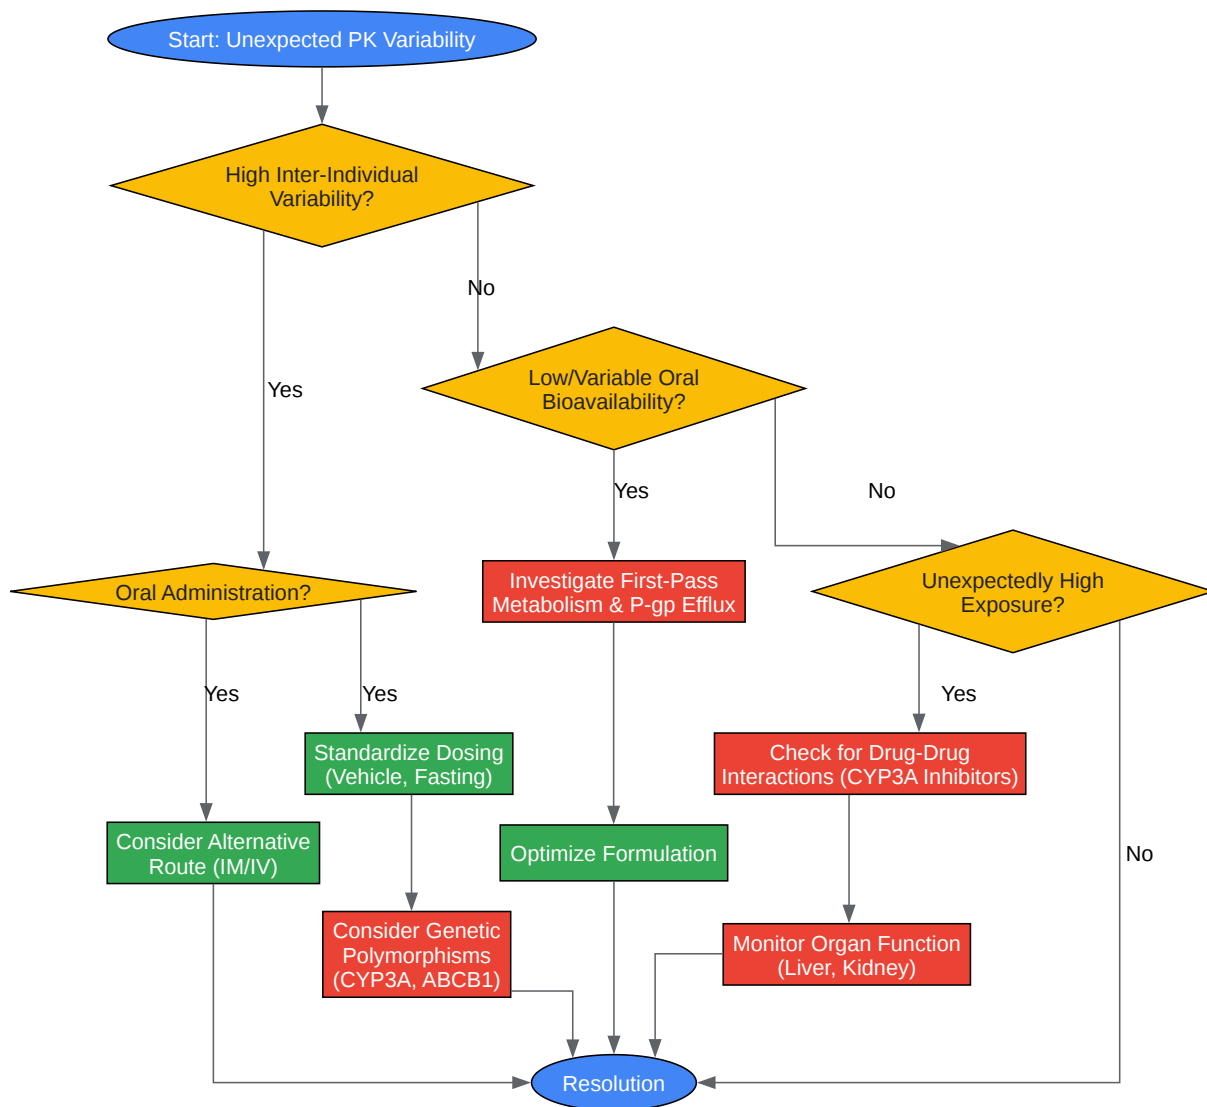 Start: Unexpected PK Variability
High Inter-Individual
Variability?
No
Yes
Low/Variable Oral
Bioavailability?
Yes
No
Oral Administration?
Investigate First-Pass
Metabolism & P-gp Efflux
Unexpectedly High
Exposure?
Yes
Yes
Yes
Standardize Dosing
(Vehicle, Fasting)
Check for Drug-Drug
Interactions (CYP3A Inhibitors)
Consider Alternative
Route (IM/IV)
Optimize Formulation
No
Consider Genetic
Polymorphisms
(CYP3A, ABCB1)
Monitor Organ Function
(Liver, Kidney)
Resolution